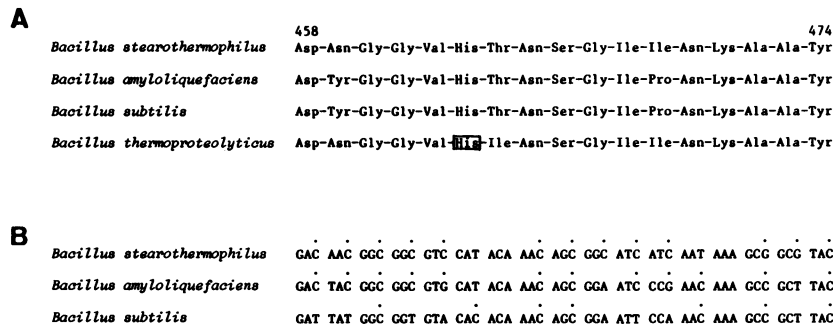 A
458 474
Bacillus stearothermophilus Asp-Asn-Gly-Gly-Val-His-Thr-Asn-Ser-Gly-Ile-Ile-Asn-Lys-Ala-Ala-Tyr
Bacillus amyloliquefaciens Asp-Tyr-Gly-Gly-Val-His-Thr-Asn-Ser-Gly-Ile-Pro-Asn-Lys-Ala-Ala-Tyr
Bacillus subtilis Asp-Tyr-Gly-Gly-Val-His-Thr-Asn-Ser-Gly-Ile-Pro-Asn-Lys-Ala-Ala-Tyr
Bacillus thermoproteolyticus Asp-Asn-Gly-Gly-Val-His-Ile-Asn-Ser-Gly-Ile-Ile-Asn-Lys-Ala-Ala-Tyr
B
Bacillus stearothermophilus GAC AAC GGC GGC GTC CAT ACA AAC AGC GGC ATC ATC AAT AAA GCG GCG TAC
Bacillus amyloliquefaciens GAC TAC GGC GGC GTG CAT ACA AAC AGC GGA ATC CCG AAC AAA GCC GCT TAC
Bacillus subtilis GAT TAT GGC GGT GTA CAC ACA AAC AGC GGA ATT CCA AAC AAA GCC GCT TAC